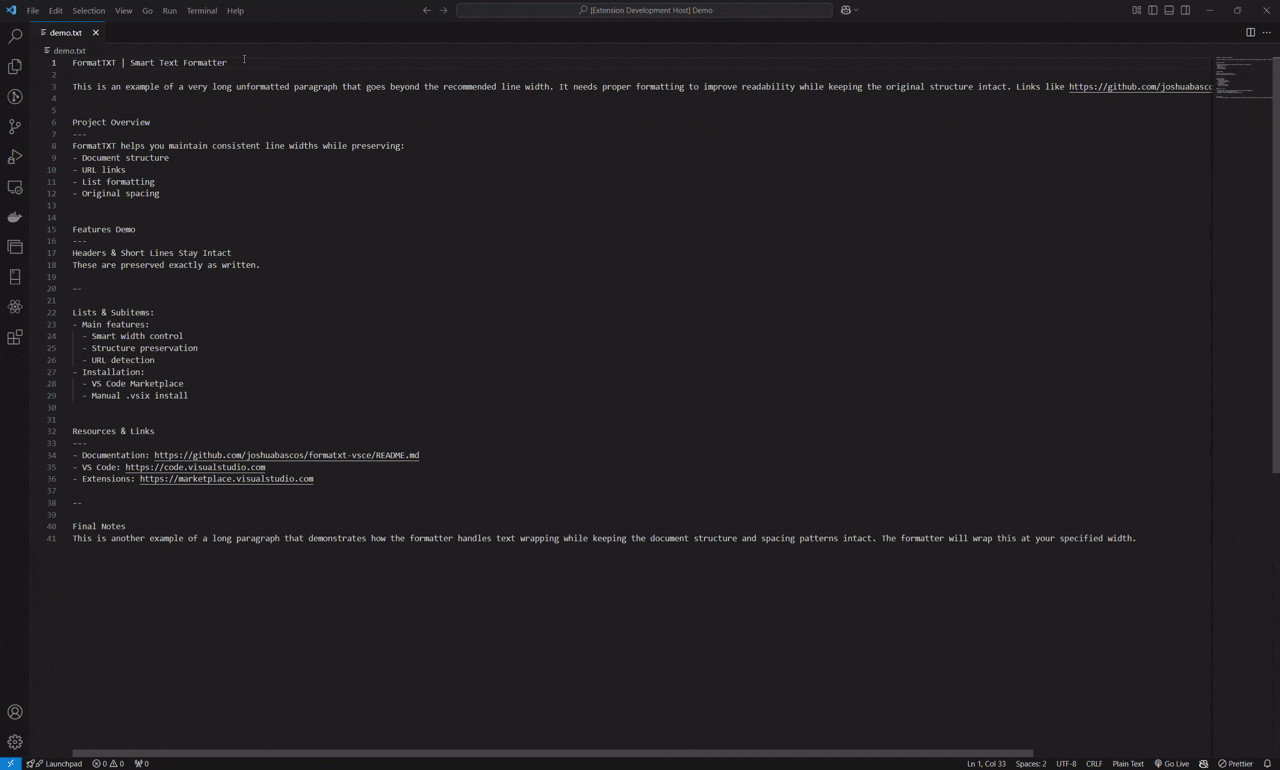 File Edit Selection View Go Run Terminal Help
[Extension Development Host] Demo
demo.txt
demo.txt
1 FormatTXT | Smart Text Formatter
2
3 This is an example of a very long unformatted paragraph that goes beyond the recommended line width. It needs proper formatting to improve readability while keeping the original structure intact. Links like https://github.com/joshuabasco
4
5
6 Project Overview
7 ---
8 FormatTXT helps you maintain consistent line widths while preserving:
9 - Document structure
10 - URL links
11 - List formatting
12 - Original spacing
13
14
15 Features Demo
16 ---
17 Headers & Short Lines Stay Intact
18 These are preserved exactly as written.
19
20 --
21
22 Lists & Subitems:
23 - Main features:
24 - Smart width control
25 - Structure preservation
26 - URL detection
27 - Installation:
28 - VS Code Marketplace
29 - Manual .vsix install
30
31
32 Resources & Links
33 ---
34 - Documentation: https://github.com/joshuabascos/formatxt-vsce/README.md
35 - VS Code: https://code.visualstudio.com
36 - Extensions: https://marketplace.visualstudio.com
37
38 --
39
40 Final Notes
41 This is another example of a long paragraph that demonstrates how the formatter handles text wrapping while keeping the document structure and spacing patterns intact. The formatter will wrap this at your specified width.
Launchpad 0 0 0 Ln 1, Col 33 Spaces: 2 UTF-8 CRLF Plain Text Go Live Prettier